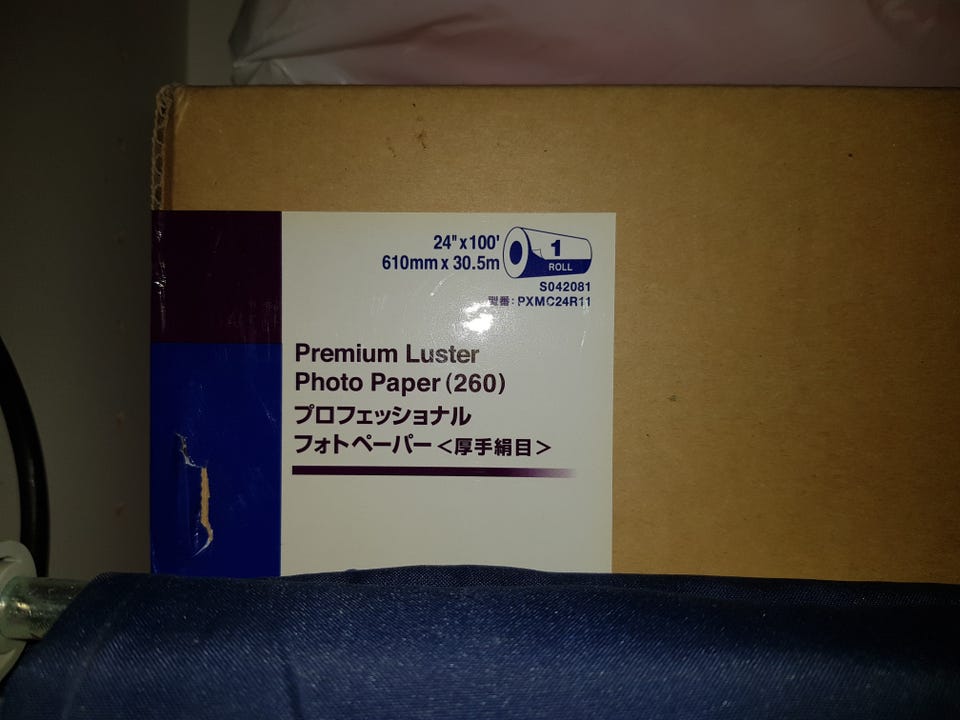 24" x 100'
610mm x 30.5m
1
ROLL
S042081
型番: PXMC24R11
Premium Luster
Photo Paper (260)
プロフェッショナル
フォトペーパー<厚手絹目>